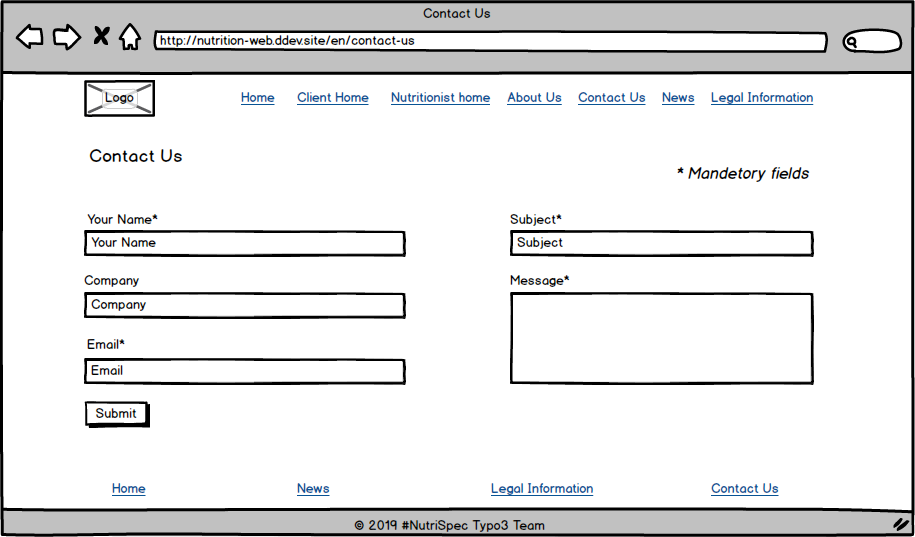 Contact Us
http://nutrition-web.ddev.site/en/contact-us
Logo Home Client Home Nutritionist home About Us Contact Us News Legal Information
Contact Us
* Mandetory fields
Your Name* Subject*
Your Name Subject
Company Message*
Company
Email*
Email
Submit
Home News Legal Information Contact Us
© 2019 #NutriSpec Typo3 Team